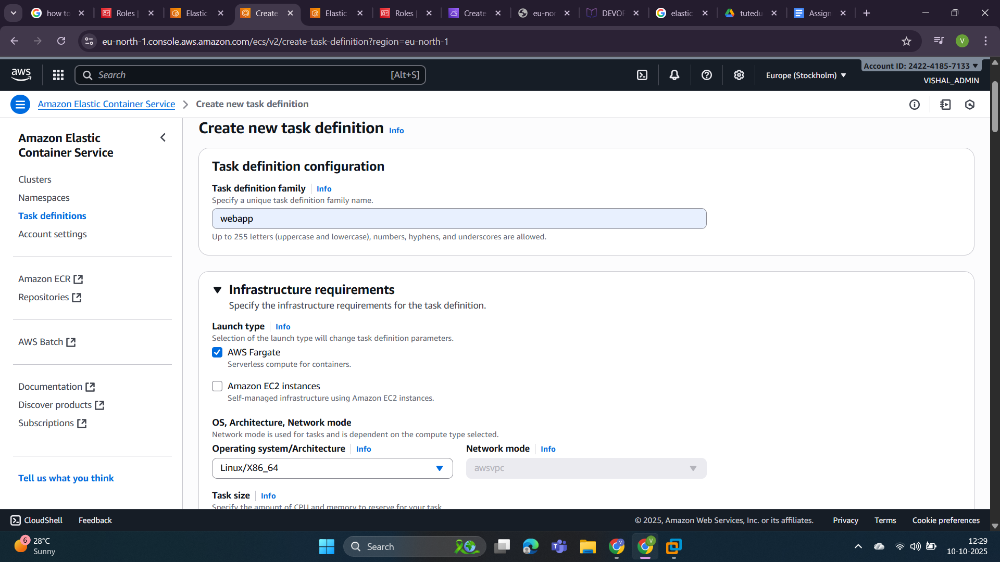 how to
Roles |
Elastic
Create
Elastic
Roles |
Create
eu-nor
DEVOP
elastic
tutedu
Assign
eu-north-1.console.aws.amazon.com/ecs/v2/create-task-definition?region=eu-north-1
V
aws
Search
[Alt+S]
Europe (Stockholm)
Account ID: 2422-4185-7133
VISHAL_ADMIN
Amazon Elastic Container Service
Create new task definition
Amazon Elastic
Container Service
Clusters
Namespaces
Task definitions
Account settings
Amazon ECR
Repositories
AWS Batch
Documentation
Discover products
Subscriptions
Tell us what you think
Create new task definition Info
Task definition configuration
Task definition family Info
Specify a unique task definition family name.
webapp
Up to 255 letters (uppercase and lowercase), numbers, hyphens, and underscores are allowed.
Infrastructure requirements
Specify the infrastructure requirements for the task definition.
Launch type Info
Selection of the launch type will change task definition parameters.
AWS Fargate
Serverless compute for containers.
Amazon EC2 instances
Self-managed infrastructure using Amazon EC2 instances.
OS, Architecture, Network mode
Network mode is used for tasks and is dependent on the compute type selected.
Operating system/Architecture Info
Network mode Info
Linux/X86_64
awsvpc
Task size Info
Specify the amount of CPU and memory to reserve for your task
CloudShell
Feedback
© 2025, Amazon Web Services, Inc. or its affiliates.
Privacy
Terms
Cookie preferences
6
28°C
Sunny
Search
12:29
10-10-2025